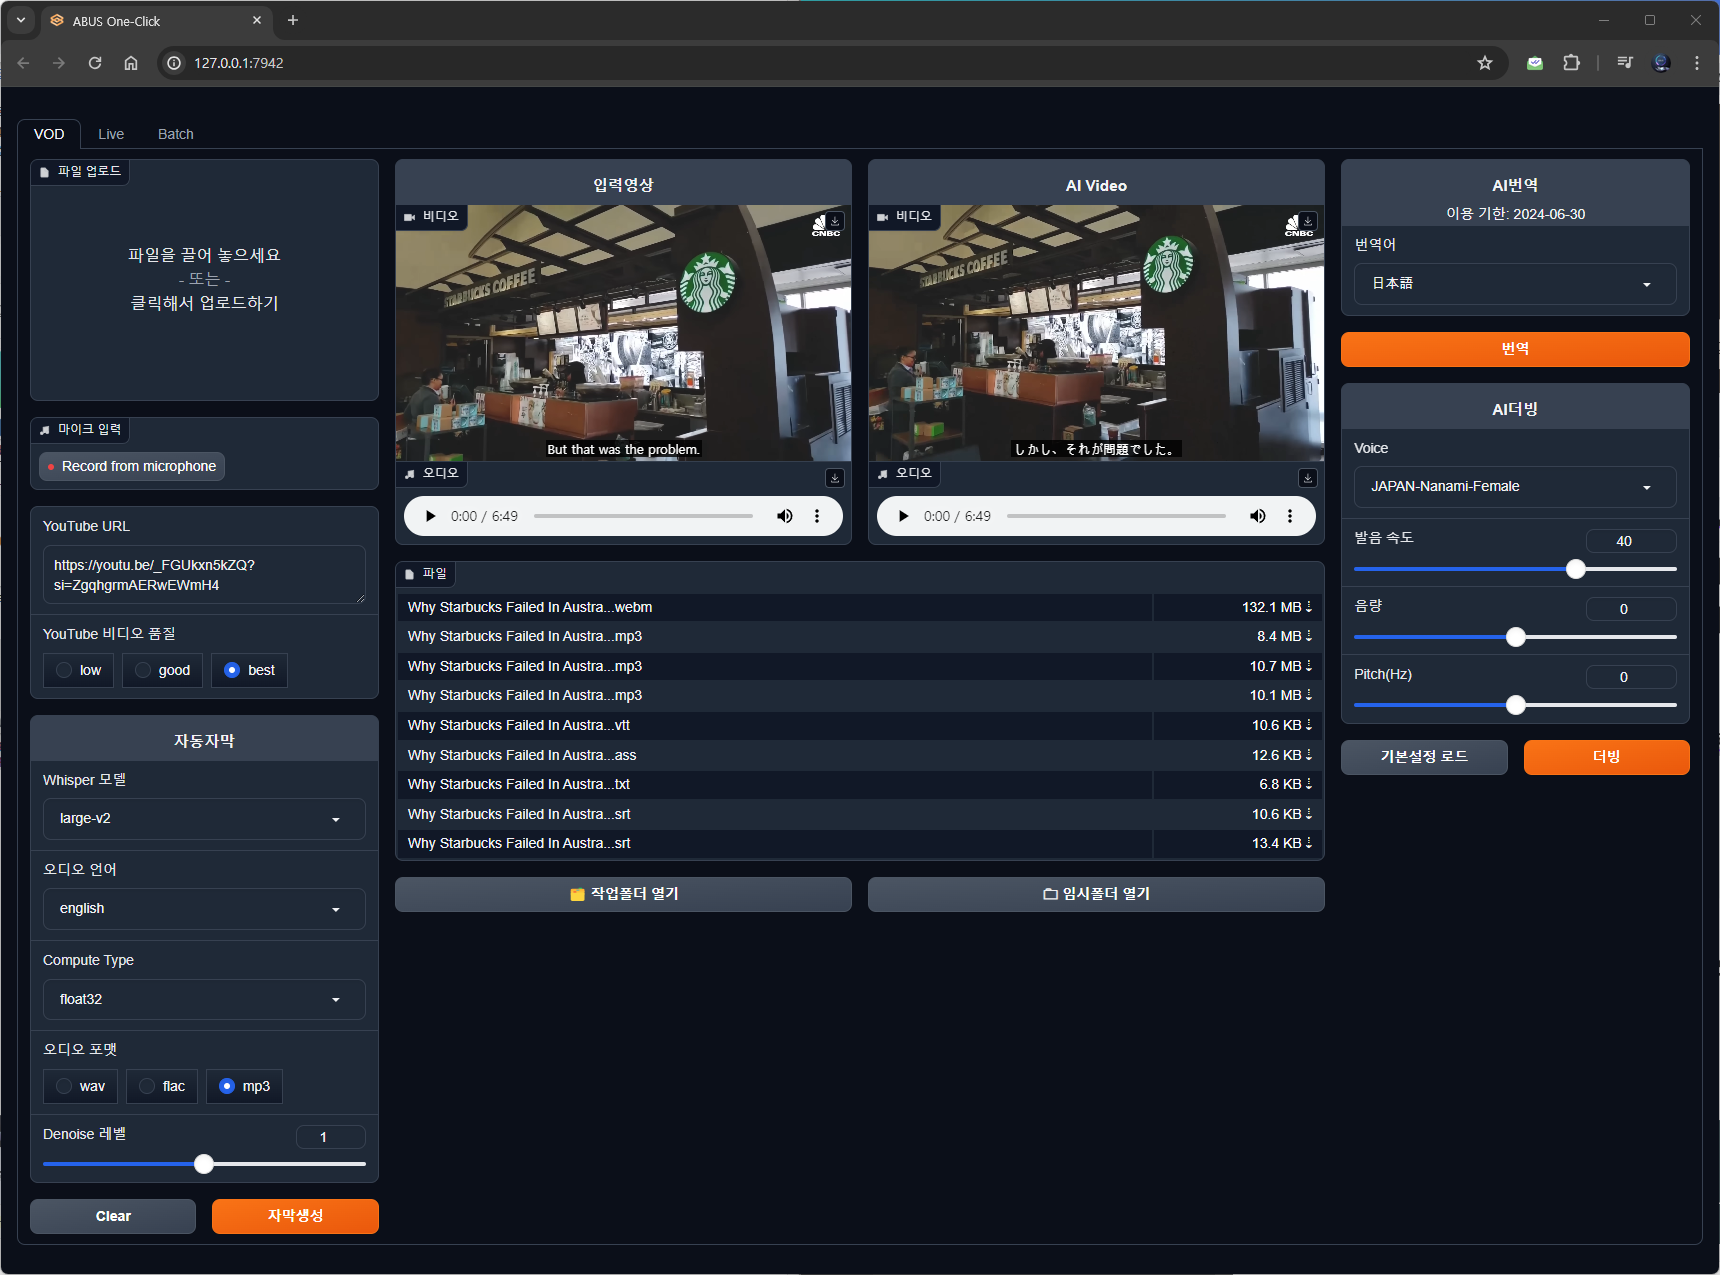 ABUS One-Click
127.0.0.1:7942
VOD
Live
Batch
파일 업로드
파일을 끌어 놓으세요
- 또는 -
클릭해서 업로드하기
마이크 입력
Record from microphone
YouTube URL
https://youtu.be/_FGUkxn5kZQ?
si=ZgqhgrmAERwEWmH4
YouTube 비디오 품질
low
good
best
자동자막
Whisper 모델
large-v2
오디오 언어
english
Compute Type
float32
오디오 포맷
wav
flac
mp3
Denoise 레벨
1
Clear
자막생성
입력영상
비디오
CNBC
STARBUCKS COFFEE
But that was the problem.
오디오
0:00 / 6:49
AI Video
비디오
CNBC
STARBUCKS COFFEE
しかし、それが問題でした。
오디오
0:00 / 6:49
파일
Why Starbucks Failed In Austra...webm 132.1 MB ⇣
Why Starbucks Failed In Austra...mp3 8.4 MB ⇣
Why Starbucks Failed In Austra...mp3 10.7 MB ⇣
Why Starbucks Failed In Austra...mp3 10.1 MB ⇣
Why Starbucks Failed In Austra...vtt 10.6 KB ⇣
Why Starbucks Failed In Austra...ass 12.6 KB ⇣
Why Starbucks Failed In Austra...txt 6.8 KB ⇣
Why Starbucks Failed In Austra...srt 10.6 KB ⇣
Why Starbucks Failed In Austra...srt 13.4 KB ⇣
작업폴더 열기
임시폴더 열기
AI번역
이용 기한: 2024-06-30
번역어
日本語
번역
AI더빙
Voice
JAPAN-Nanami-Female
발음 속도
40
음량
0
Pitch(Hz)
0
기본설정 로드
더빙